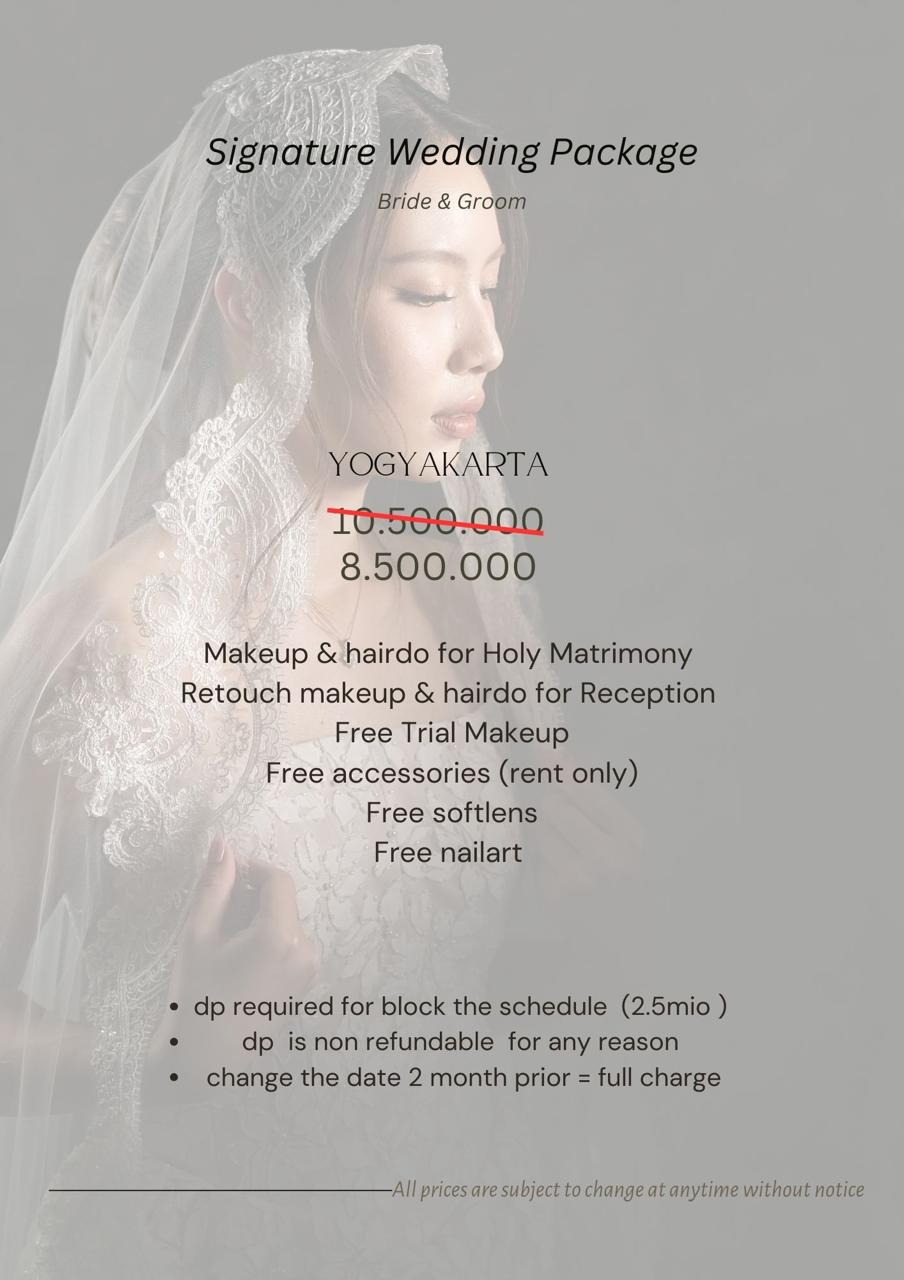 Signature Wedding Package
Bride & Groom
YOGYAKARTA
10.500.000
8.500.000
Makeup & hairdo for Holy Matrimony
Retouch makeup & hairdo for Reception
Free Trial Makeup
Free accessories (rent only)
Free softlens
Free nailart
• dp required for block the schedule (2.5mio )
• dp is non refundable for any reason
• change the date 2 month prior = full charge
All prices are subject to change at anytime without notice